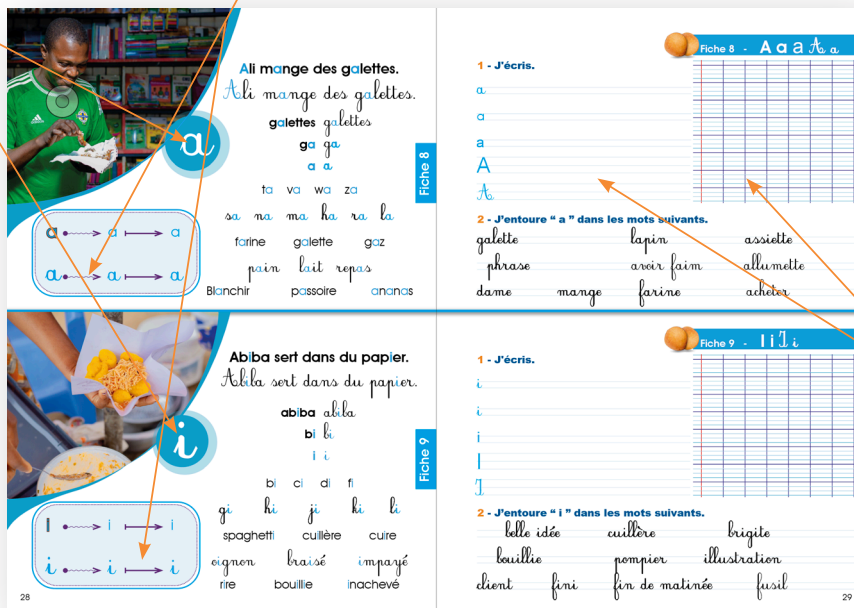 Ali mange des galettes.
Ali mange des galettes.
galettes galettes
ga ga
a a
ta va wa za
sa na ma ha ra la
farine galette gaz
pain lait repas
Blanchir passoire ananas
a
a a a
a a a
Fiche 8
Fiche 8 - A a a A a
1 - J'écris.
a
a
a
A
A
2 - J'entoure “ a ” dans les mots suivants.
galette lapin assiette
phrase avoir faim allumette
dame mange farine acheter
Abiba sert dans du papier.
Abiba sert dans du papier.
abiba abiba
bi bi
i i
bi ci di fi
gi hi ji ki li
spaghetti cuillère cuire
oignon braisé impayé
rire bouillie inachevé
i
I i i
i i i
28
Fiche 9
Fiche 9 - I i I i
1 - J'écris.
i
i
i
I
I
2 - J'entoure “ i ” dans les mots suivants.
belle idée cuillère brigite
bouillie pompier illustration
client fini fin de matinée fusil
29